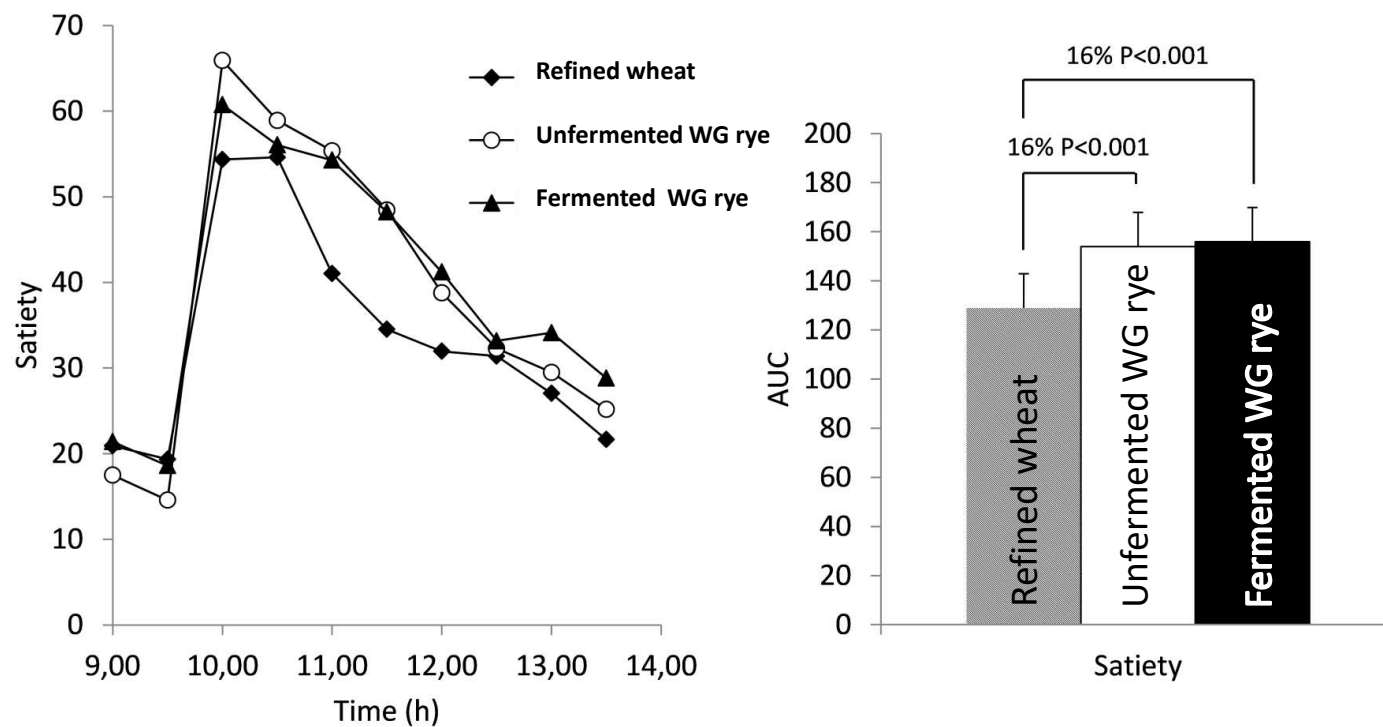 70
60
50
40
30
20
10
0
Satiety
9,00 10,00 11,00 12,00 13,00 14,00
Time (h)
Refined wheat
Unfermented WG rye
Fermented WG rye
16% P<0.001
16% P<0.001
200
180
160
140
120
100
80
60
40
20
0
AUC
Refined wheat
Unfermented WG rye
Fermented WG rye
Satiety